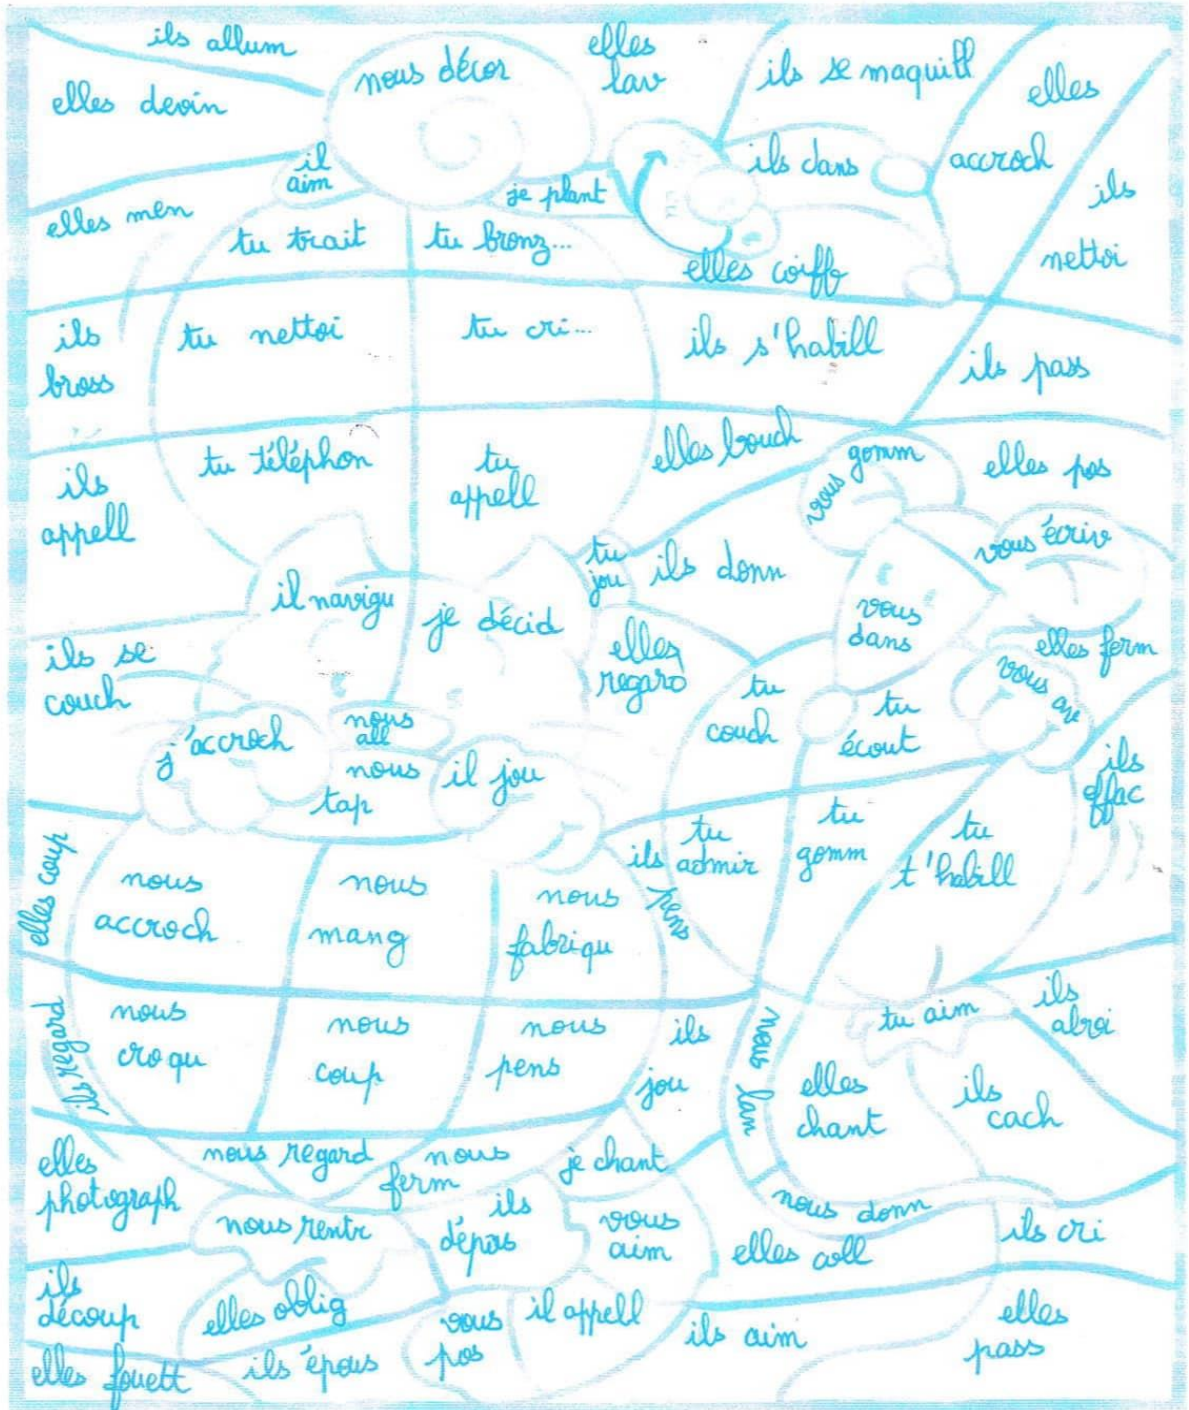 ils allum
nous décor
elles
lav
ils se maquill
elles
accroch
elles devin
il
aim
je plant
ils dans
ils
nettoi
elles men
tu trait
tu bronz...
elles coiff
ils
bross
tu nettoi
tu cri...
ils s'habill
ils pass
ils
appell
tu téléphon
tu
appell
elles bouch
vous gomm
elles pos
tu
jou
ils donn
vous écriv
il navigu
je décid
vous
dans
ils se
couch
elles
regard
elles ferm
tu
couch
tu
écout
vous av
j'accroch
nous
all
nous
tap
il jou
ils
effac
elles coup
nous
accroch
nous
mang
nous
fabriqu
ils
pens
tu
admir
tu
gomm
tu
t'habill
ils regard
nous
croqu
nous
coup
nous
pens
ils
jou
nous lan
tu aim
ils
abroi
elles
chant
ils
cach
elles
photograph
nous regard
nous
ferm
je chant
nous rentr
ils
dépos
vous
aim
nous donn
elles coll
ils cri
ils
découp
elles oblig
vous
pos
il appell
ils aim
elles
pass
elles fouett
ils épous